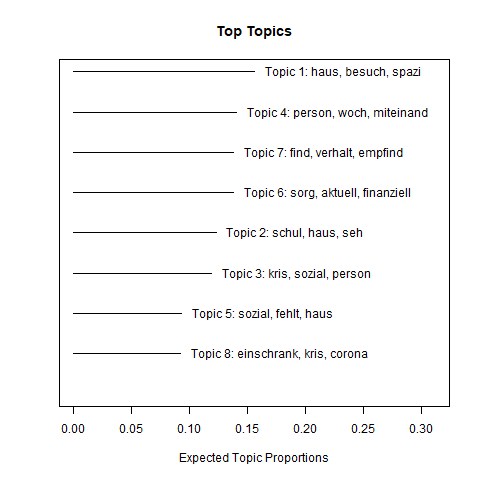 Top Topics
Topic 1: haus, besuch, spazi
Topic 4: person, woch, miteinand
Topic 7: find, verhalt, empfind
Topic 6: sorg, aktuell, finanziell
Topic 2: schul, haus, seh
Topic 3: kris, sozial, person
Topic 5: sozial, fehlt, haus
Topic 8: einschrank, kris, corona
0.00 0.05 0.10 0.15 0.20 0.25 0.30
Expected Topic Proportions